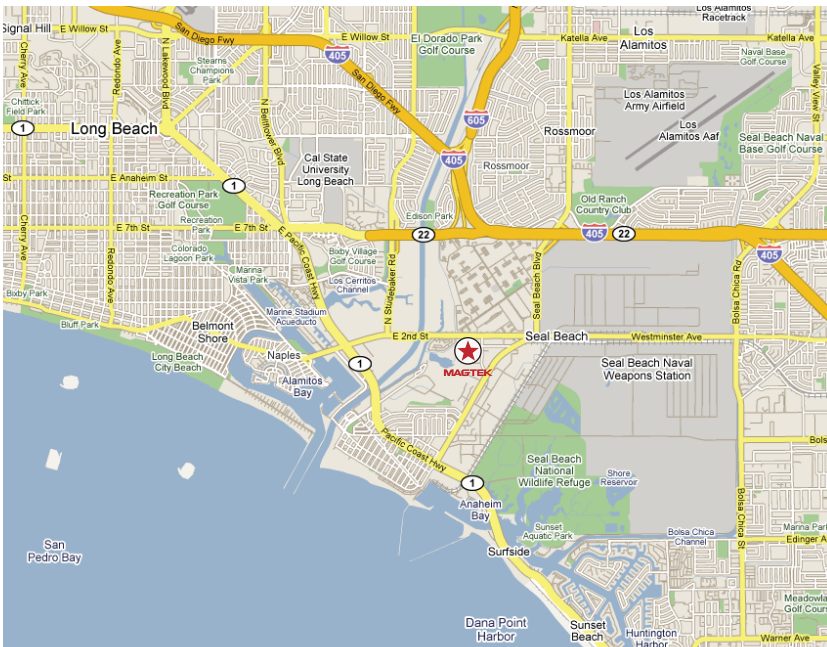 Signal Hill
E Willow St
San Diego Fwy
E Willow St
405
El Dorado Park
Golf Course
Katella Ave
Los
Alamitos
Los Alamitos
Racetrack
Katella Ave
Naval Base
Golf Course
Cherry Ave
Redondo Ave
N Lakewood Blvd
Stearns
Champions
Park
San Diego Fwy
Valley View St
Chittick
Field Park
N Bellflower Blvd
605
Los Alamitos
Army Airfield
1
Long Beach
Rossmoor
Los
Alamitos Aaf
Seal Beach Naval
Base Golf Course
Cal State
University
Long Beach
405
Rossmoor
St
E Anaheim St
1
Recreation Park
Golf Course
Old Ranch
Country Club
Edison Park
Recreation
Park
E 7th St
E 7th St
22
405
22
Cherry Ave
Redondo Ave
Colorado
Lagoon Park
E Pacific Coast Hwy
Bixby Village
Golf Course
N Studebaker Rd
Seal Beach Blvd
Bolsa Chica Rd
405
Marina
Vista Park
Los Cerritos
Channel
Bixby Park
Marine Stadium
Acueducto
Bluff Park
Belmont
Shore
E 2nd St
Seal Beach
Westminster Ave
Long Beach
City Beach
Naples
1
MAGTEK
Seal Beach Naval
Weapons Station
Alamitos
Bay
Pacific Coast Hwy
Bols
Seal Beach
National
Wildlife Refuge
Shore
Reservoir
1
Anaheim
Bay
Bolsa Chica St
Sunset
Aquatic Park
Bolsa Chica
Channel
Marina Park
Edinger A
San
Pedro Bay
Surfside
Meadowla
Golf Cour
Dana Point
Harbor
Sunset
Beach
Huntington
Harbour
Warner Ave